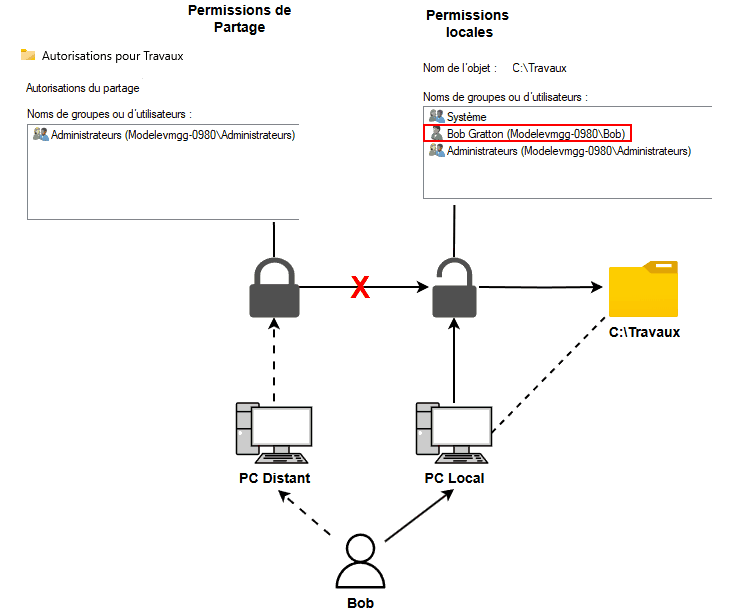 Permissions de
Partage
Permissions
locales
Autorisations pour Travaux
Autorisations du partage
Noms de groupes ou d'utilisateurs :
Administrateurs (Modelevmgg-0980\Administrateurs)
Nom de l'objet : C:\Travaux
Noms de groupes ou d'utilisateurs :
Système
Bob Gratton (Modelevmgg-0980\Bob)
Administrateurs (Modelevmgg-0980\Administrateurs)
X
C:\Travaux
PC Distant
PC Local
Bob